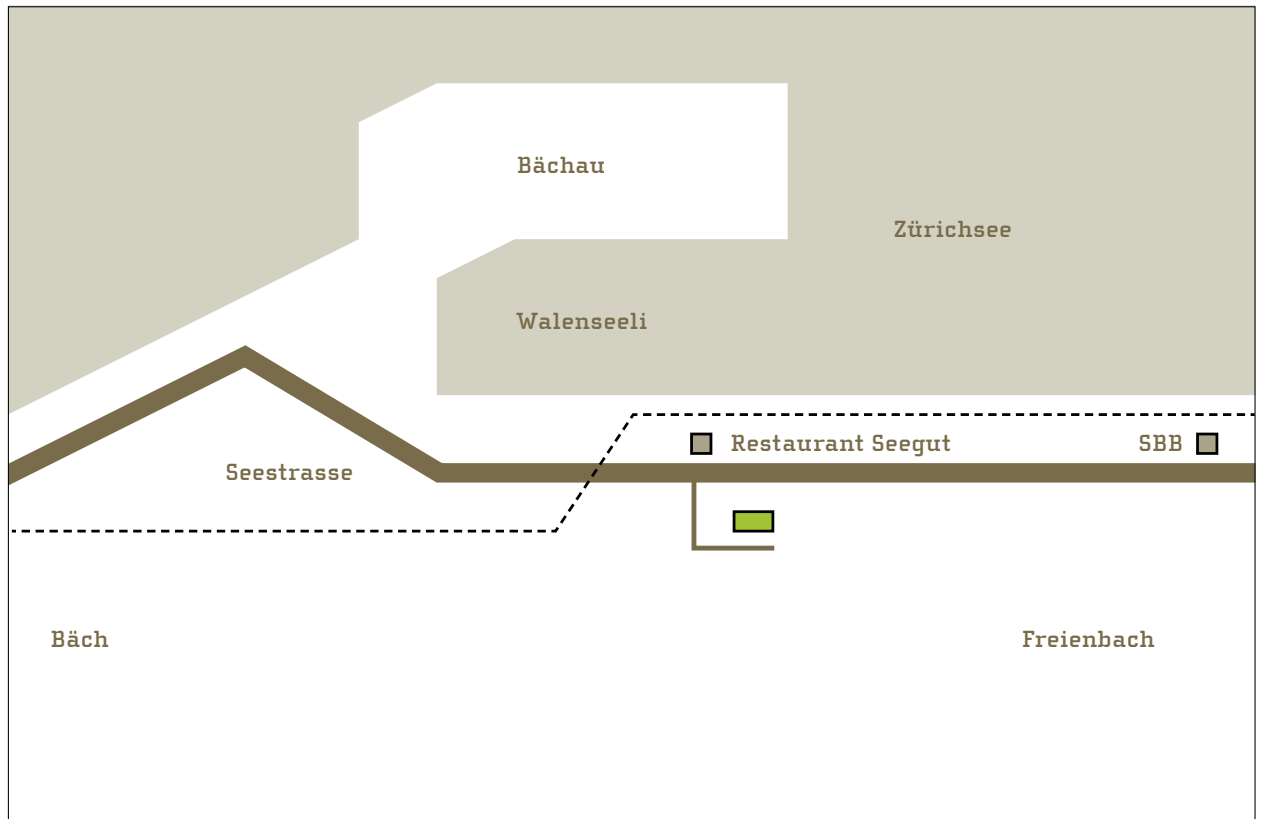 Bächau
Zürichsee
Walenseeli
Restaurant Seegut
SBB
Seestrasse
Bäch
Freienbach